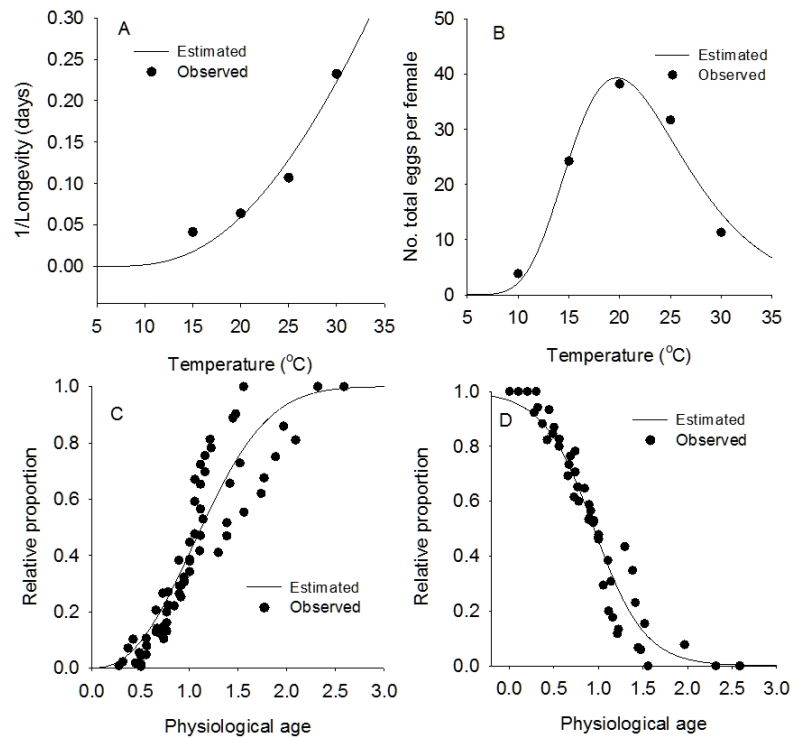 A
Estimated
Observed
0.30
0.25
0.20
0.15
0.10
0.05
0.00
1/Longevity (days)
5 10 15 20 25 30 35
Temperature (°C)
B
Estimated
Observed
50
40
30
20
10
0
No. total eggs per female
5 10 15 20 25 30 35
Temperature (°C)
C
Estimated
Observed
1.0
0.8
0.6
0.4
0.2
0.0
Relative proportion
0.0 0.5 1.0 1.5 2.0 2.5 3.0
Physiological age
D
Estimated
Observed
1.0
0.8
0.6
0.4
0.2
0.0
Relative proportion
0.0 0.5 1.0 1.5 2.0 2.5 3.0
Physiological age